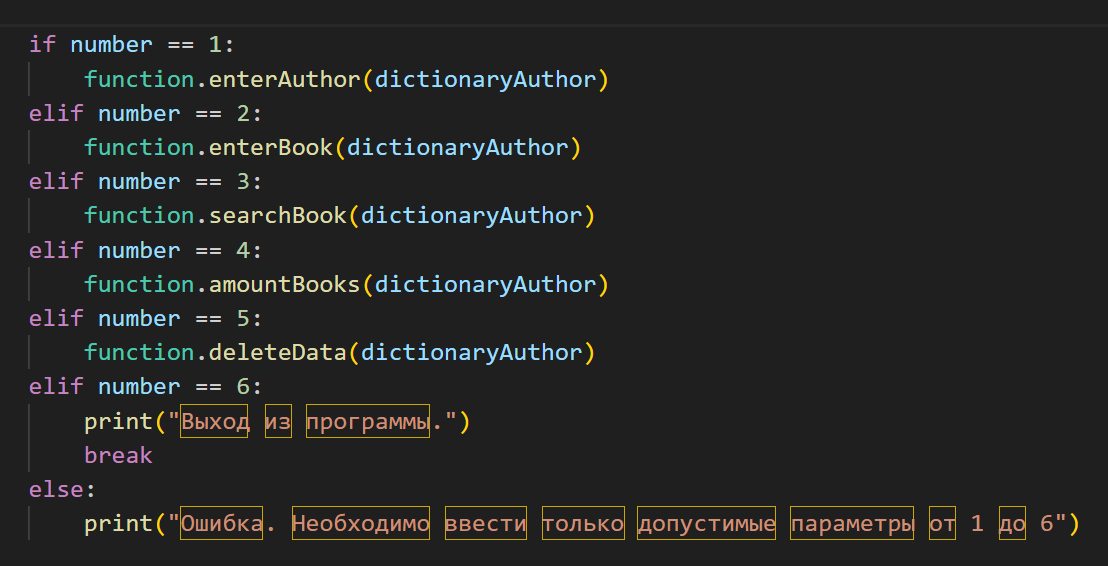 if number == 1:
    function.enterAuthor(dictionaryAuthor)
elif number == 2:
    function.enterBook(dictionaryAuthor)
elif number == 3:
    function.searchBook(dictionaryAuthor)
elif number == 4:
    function.amountBooks(dictionaryAuthor)
elif number == 5:
    function.deleteData(dictionaryAuthor)
elif number == 6:
    print("Выход из программы.")
    break
else:
    print("Ошибка. Необходимо ввести только допустимые параметры от 1 до 6")